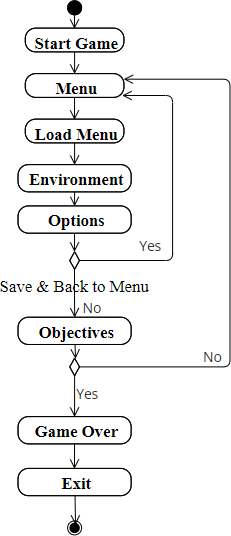 Start Game
Menu
Load Menu
Environment
Options
Yes
Save & Back to Menu
No
Objectives
No
Yes
Game Over
Exit